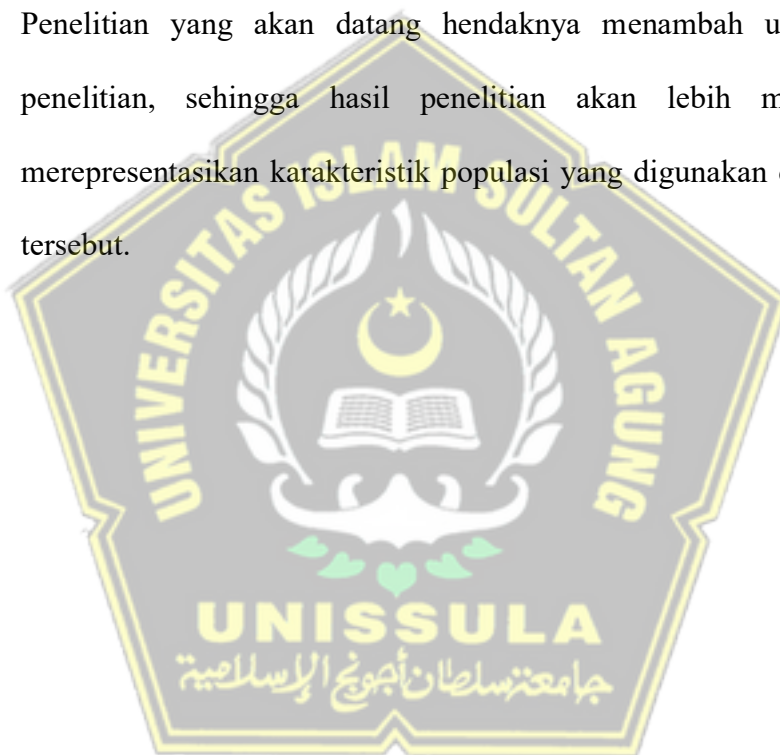 Penelitian yang akan datang hendaknya menambah u
penelitian, sehingga hasil penelitian akan lebih m
merepresentasikan karakteristik populasi yang digunakan
tersebut.
UNIVERSITAS ISLAM SULTAN AGUNG
UNISSULA
جامعة سلطان أجونج الإسلامية